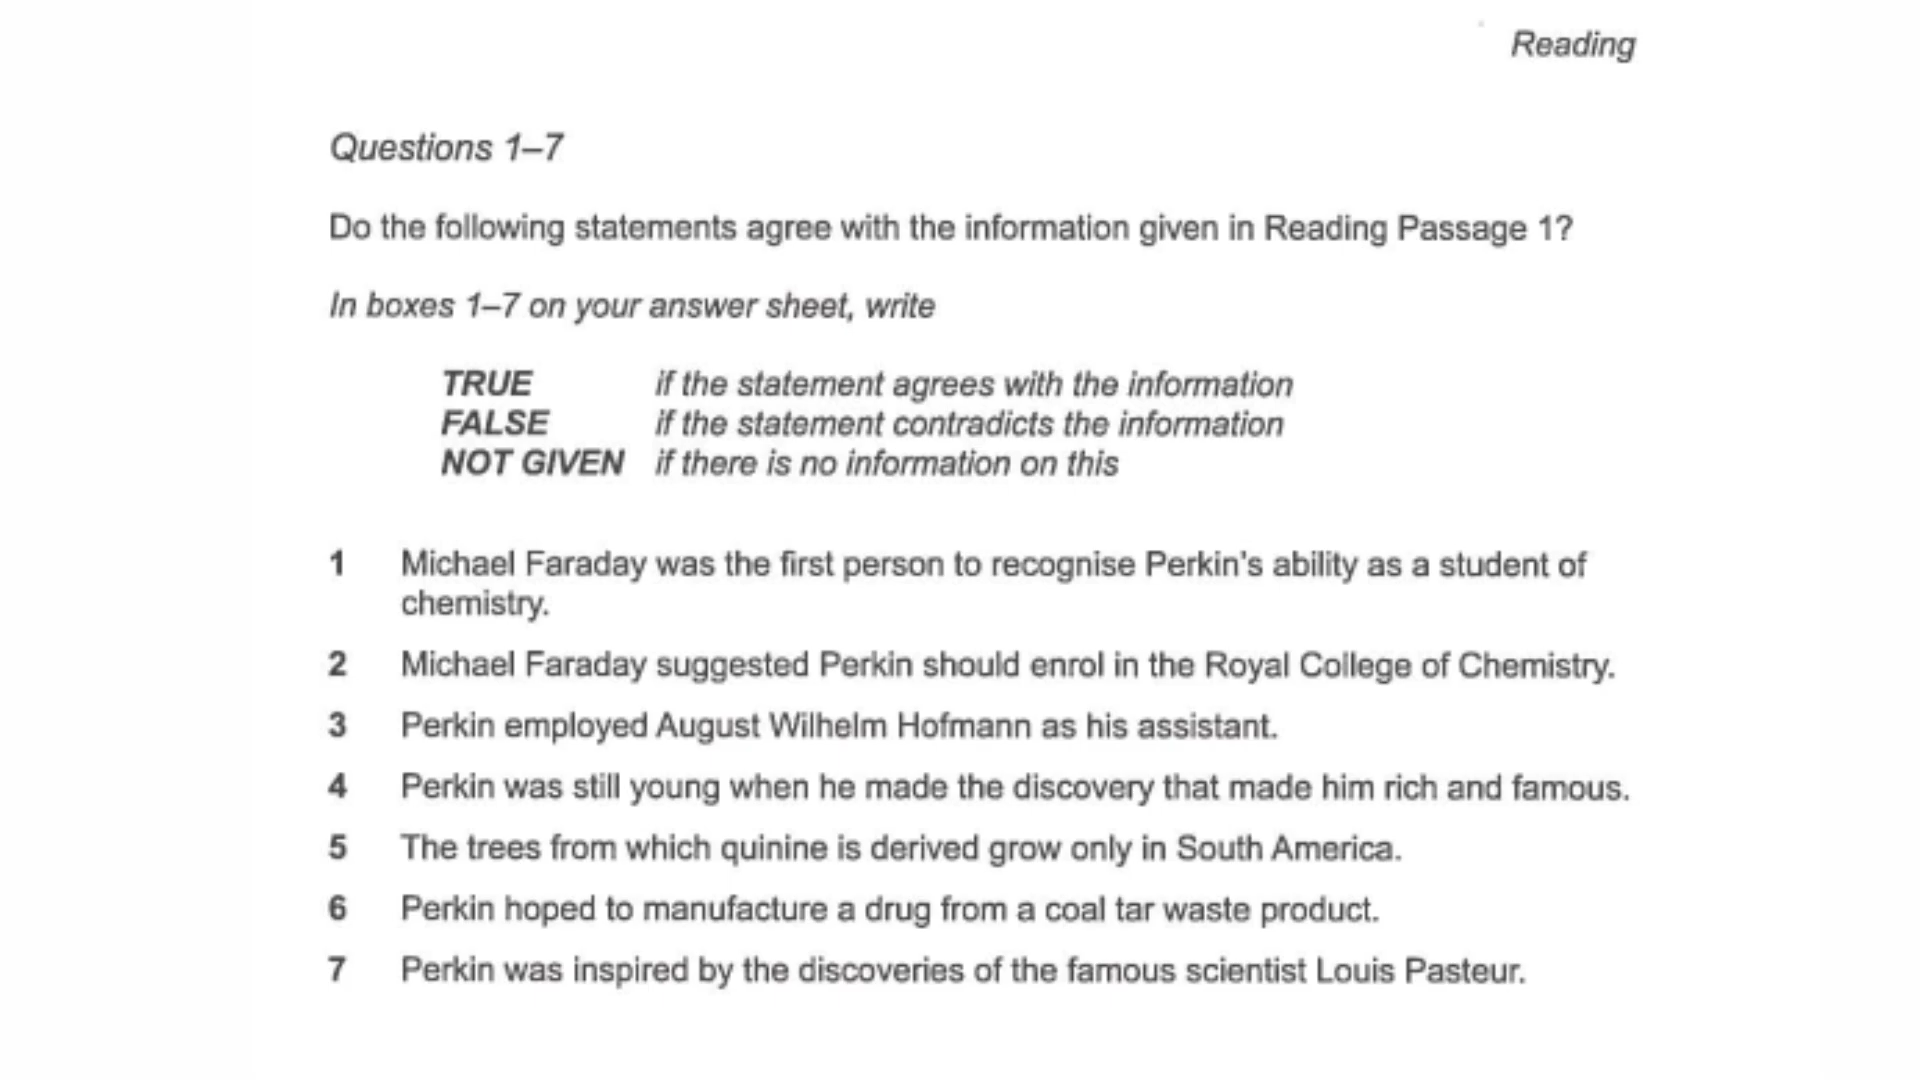 Reading
Questions 1–7
Do the following statements agree with the information given in Reading Passage 1?
In boxes 1–7 on your answer sheet, write
TRUE if the statement agrees with the information
FALSE if the statement contradicts the information
NOT GIVEN if there is no information on this
1 Michael Faraday was the first person to recognise Perkin's ability as a student of
chemistry.
2 Michael Faraday suggested Perkin should enrol in the Royal College of Chemistry.
3 Perkin employed August Wilhelm Hofmann as his assistant.
4 Perkin was still young when he made the discovery that made him rich and famous.
5 The trees from which quinine is derived grow only in South America.
6 Perkin hoped to manufacture a drug from a coal tar waste product.
7 Perkin was inspired by the discoveries of the famous scientist Louis Pasteur.